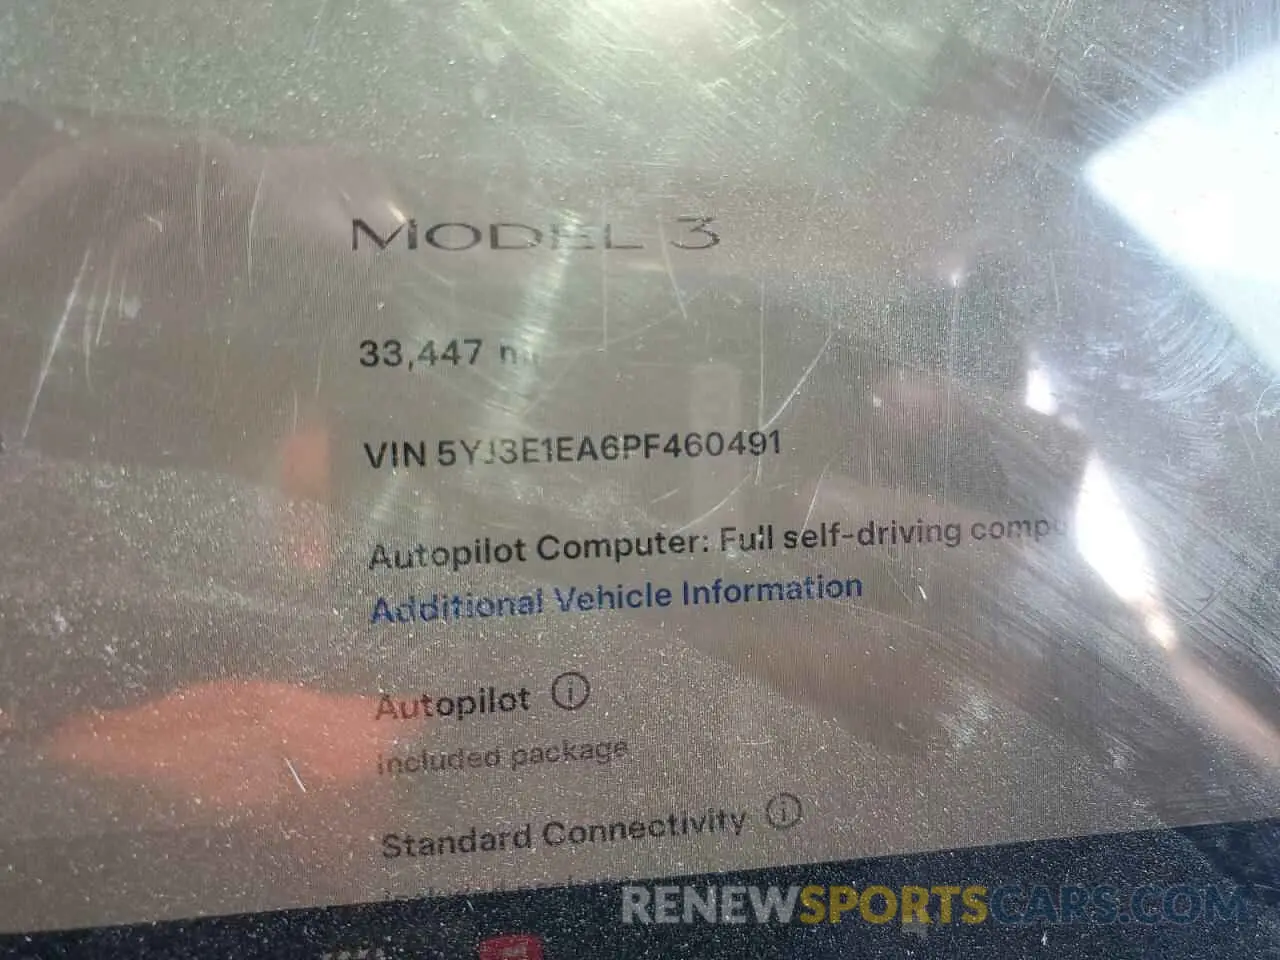 MODEL 3
33,447
VIN 5YJ3E1EA6PF460491
Autopilot Computer: Full self-driving
Additional Vehicle Information
Autopilot
Included package
Standard Connectivity
RENEWSPORTSCARS.COM